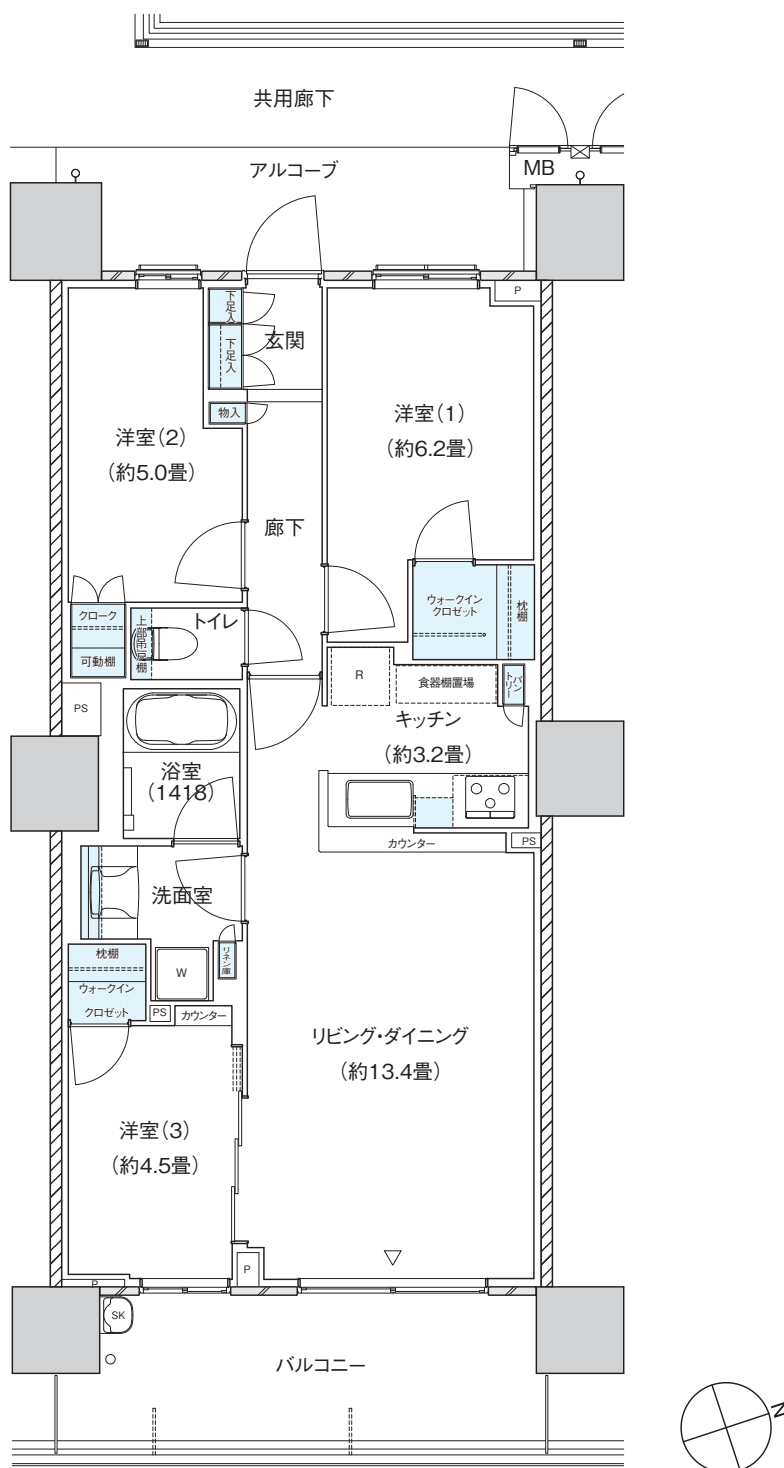 共用廊下
アルコーブ
MB
P
下足入
下足入
玄関
物入
洋室（1）
（約6.2畳）
洋室（2）
（約5.0畳）
廊下
ウォークイン
クロゼット
枕棚
クローク
可動棚
上部吊戸棚
トイレ
R
食器棚置場
パントリー
PS
キッチン
（約3.2畳）
浴室
（1418）
カウンター
PS
洗面室
リネン庫
W
枕棚
ウォークイン
クロゼット
PS
カウンター
リビング・ダイニング
（約13.4畳）
洋室（3）
（約4.5畳）
P
P
SK
バルコニー
N